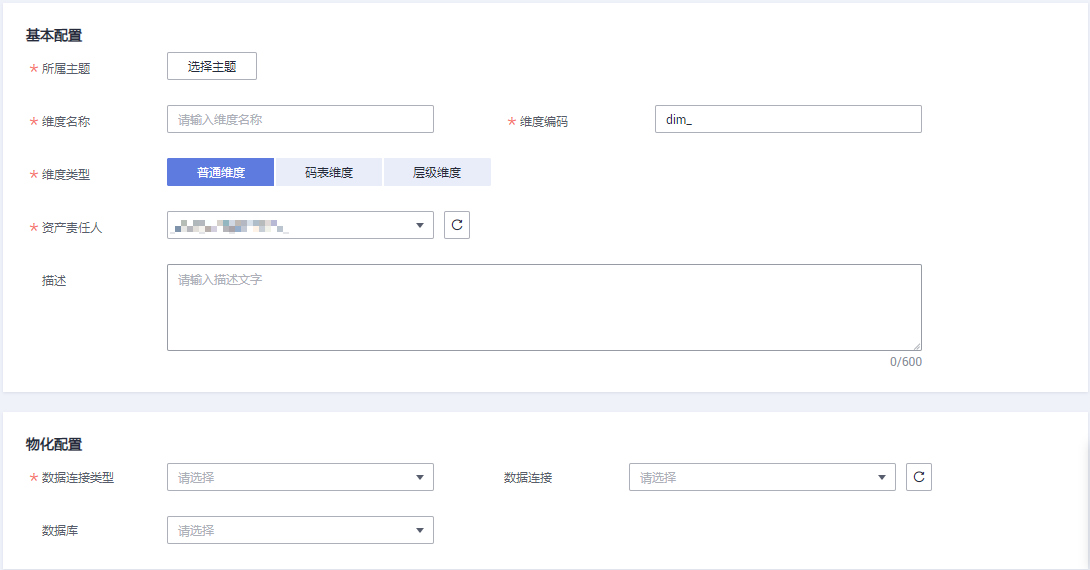 基本配置
* 所属主题 选择主题
* 维度名称 请输入维度名称 * 维度编码 dim_
* 维度类型 普通维度 码表维度 层级维度
* 资产责任人
描述 请输入描述文字
0/600
物化配置
* 数据连接类型 请选择 数据连接 请选择
数据库 请选择